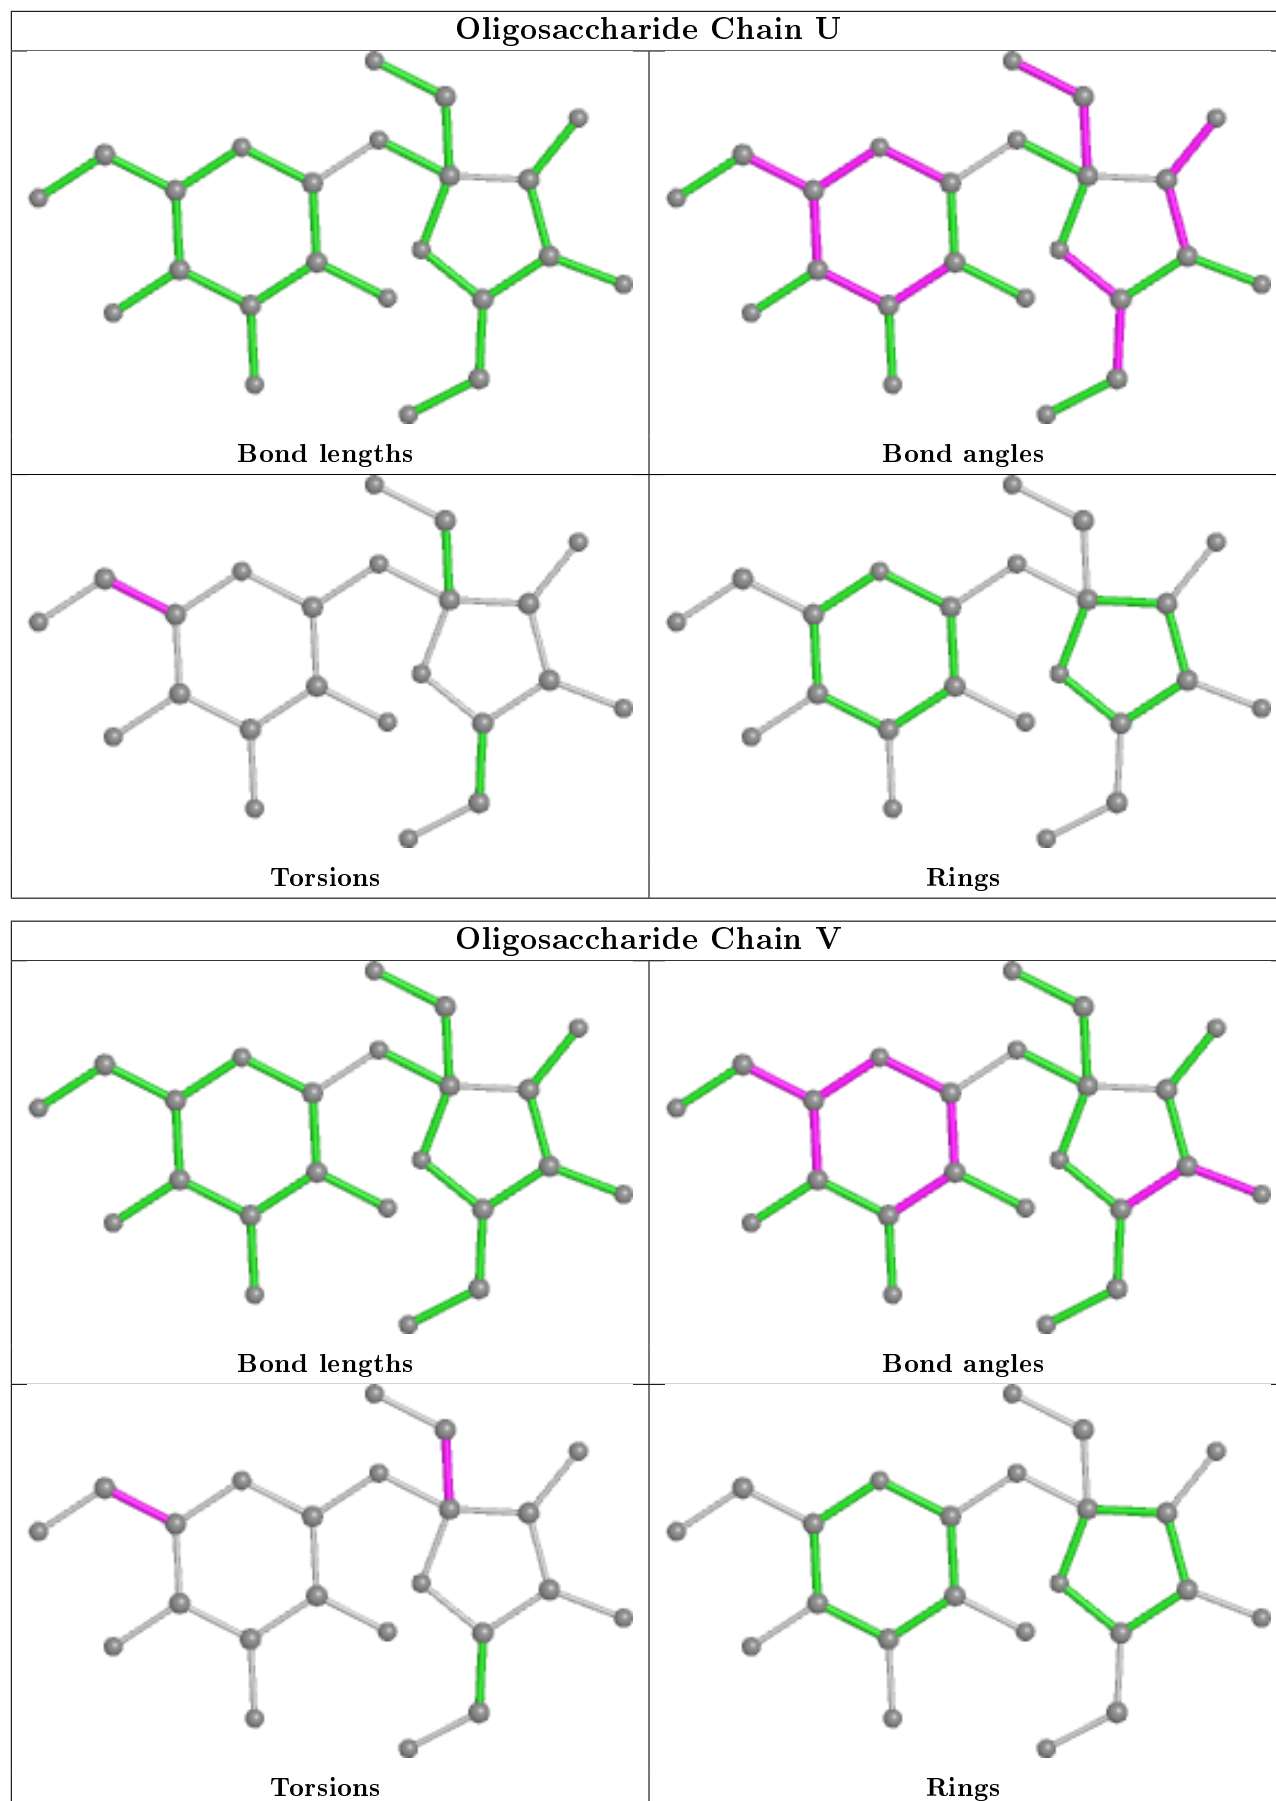 Oligosaccharide Chain U
Bond lengths
Bond angles
Torsions
Rings
Oligosaccharide Chain V
Bond lengths
Bond angles
Torsions
Rings